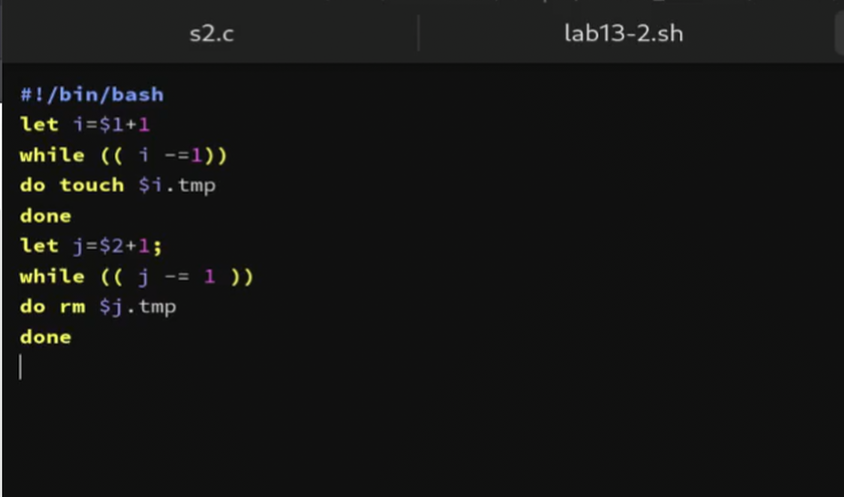 s2.c
lab13-2.sh
#!/bin/bash
let i=$1+1
while (( i -=1))
do touch $i.tmp
done
let j=$2+1;
while (( j -= 1 ))
do rm $j.tmp
done